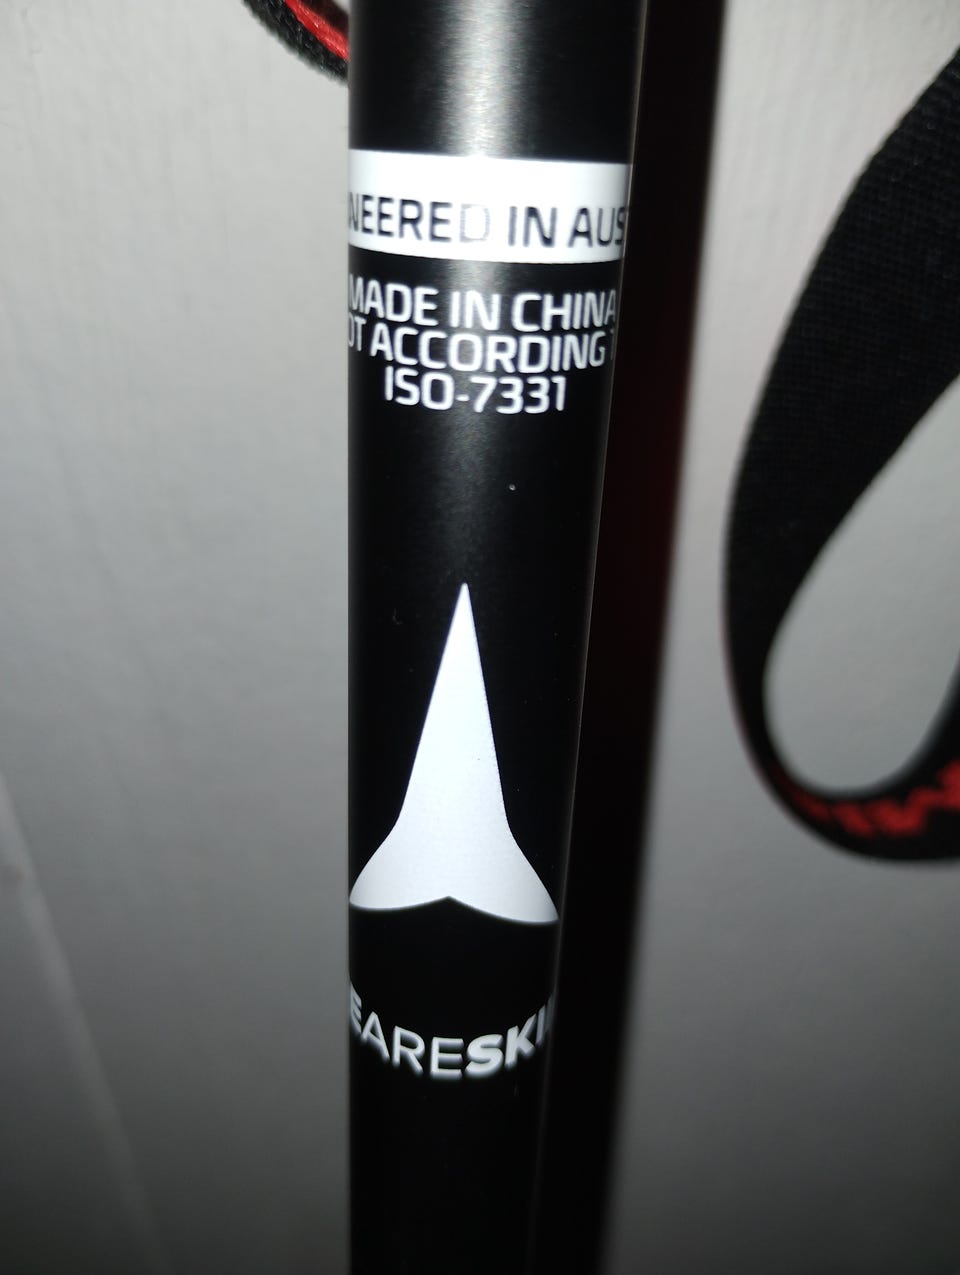 NEERED IN AUS
MADE IN CHINA
OT ACCORDING T
ISO-7331
EARESKI